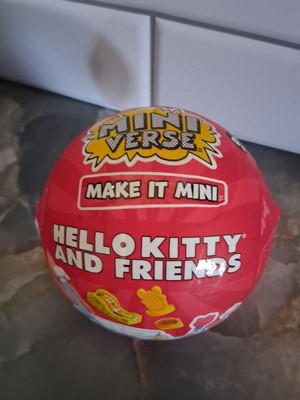 MINI
VERSE
MAKE IT MINI
HELLO KITTY
AND FRIENDS